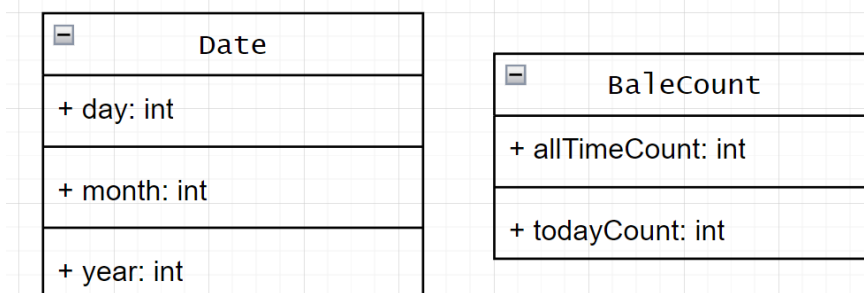 Date
+ day: int
+ month: int
+ year: int
BaleCount
+ allTimeCount: int
+ todayCount: int